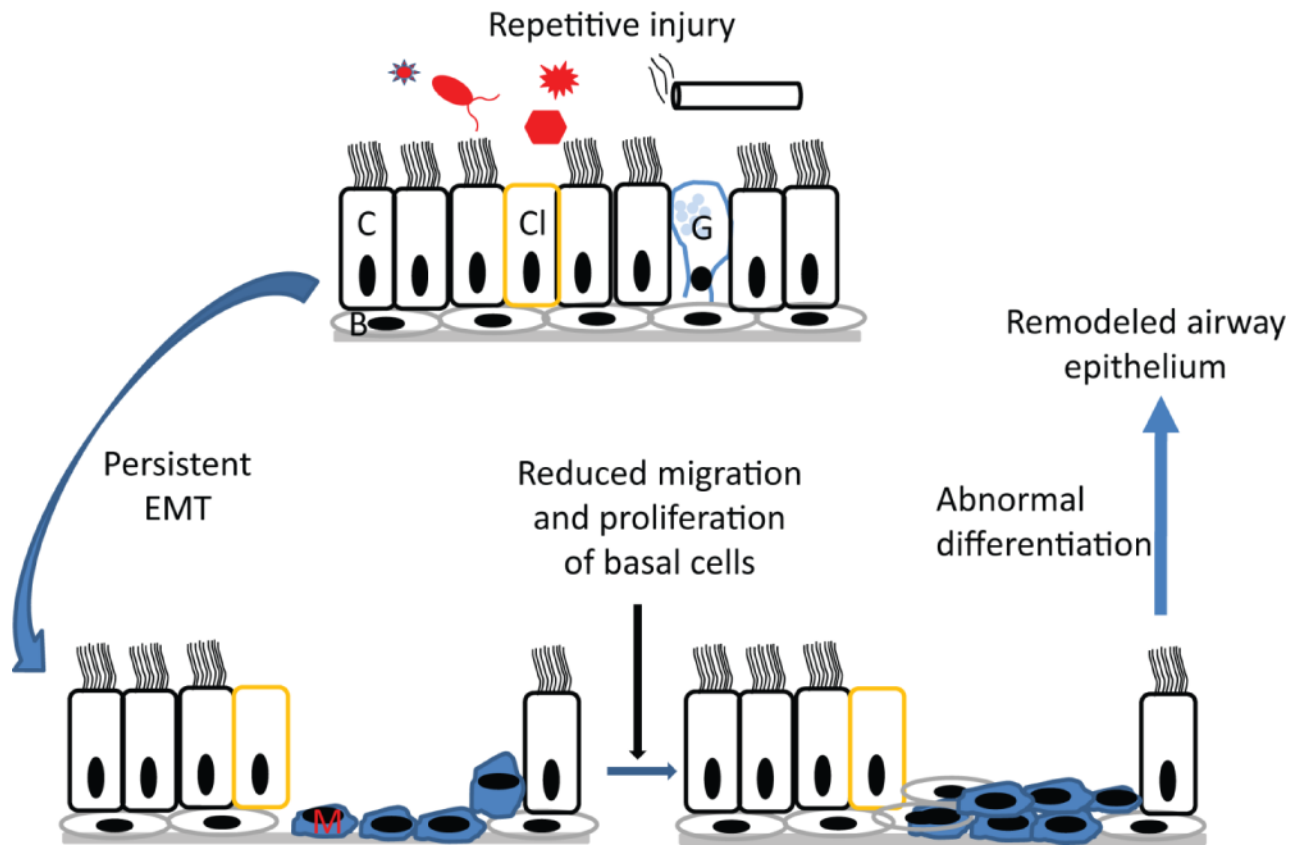 Repetitive injury
C
Cl
G
B
Remodeled airway
epithelium
Persistent
EMT
Reduced migration
and proliferation
of basal cells
Abnormal
differentiation
M